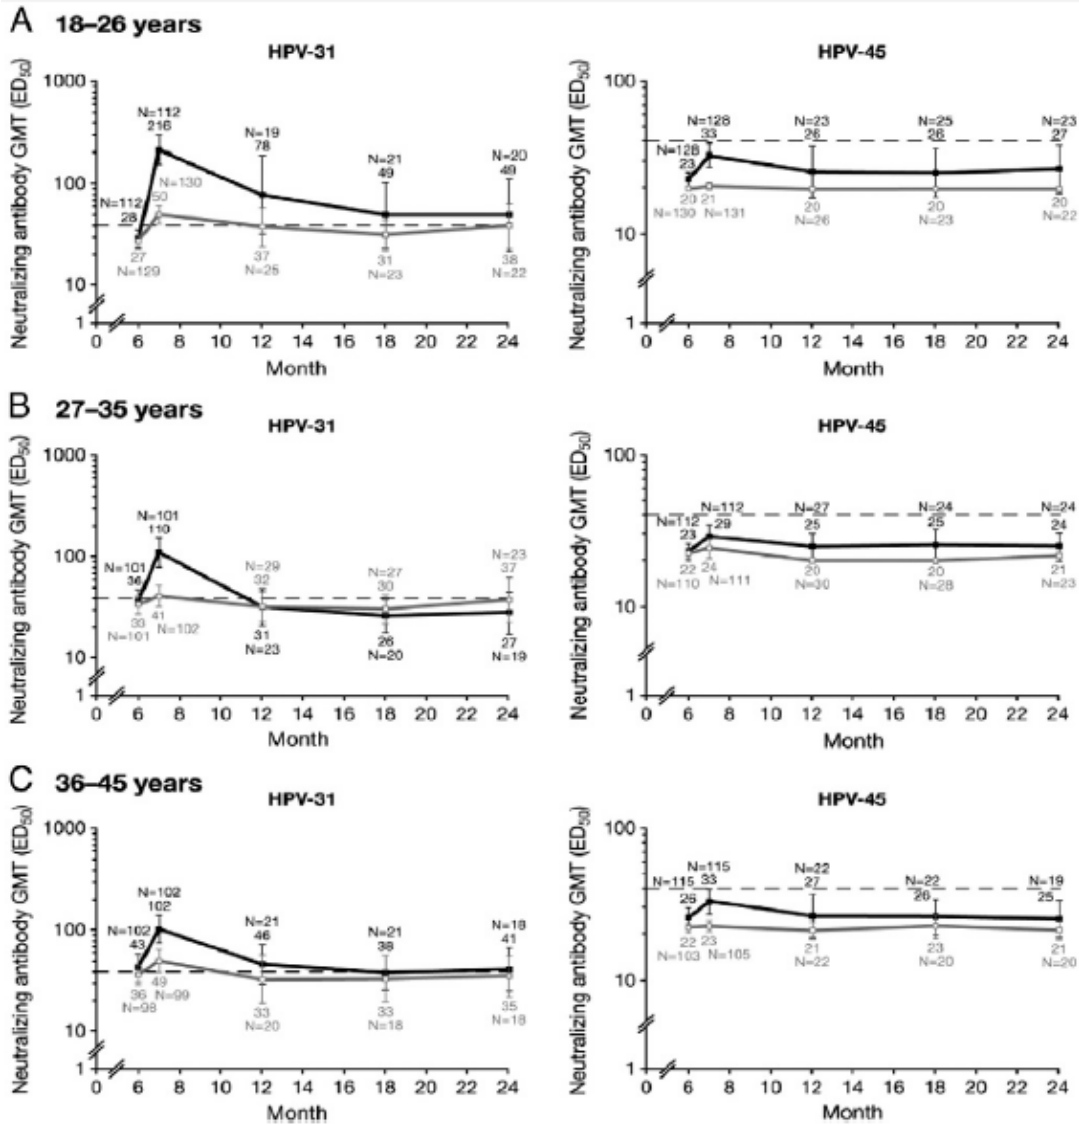 A 18–26 years
HPV-31
Neutralizing antibody GMT (ED50)
1000
100
10
1
N=112
216
N=19
78
N=21
49
N=20
49
N=112
28
N=130
50
27
N=129
37
N=26
31
N=23
38
N=22
0 6 8 10 12 14 16 18 20 22 24
Month
HPV-45
Neutralizing antibody GMT (ED50)
100
10
1
N=128
33
N=23
26
N=25
26
N=23
27
N=128
23
20 21
N=130 N=131
20
N=26
20
N=23
20
N=22
0 6 8 10 12 14 16 18 20 22 24
Month
B 27–35 years
HPV-31
Neutralizing antibody GMT (ED50)
1000
100
10
1
N=101
110
N=101
36
N=29
32
N=27
30
N=23
37
33
N=101
41
N=102
31
N=23
26
N=20
27
N=19
0 6 8 10 12 14 16 18 20 22 24
Month
HPV-45
Neutralizing antibody GMT (ED50)
100
10
1
N=112
29
N=27
25
N=24
25
N=24
24
N=112
23
22 24
N=110 N=111
20
N=30
20
N=28
21
N=23
0 6 8 10 12 14 16 18 20 22 24
Month
C 36–45 years
HPV-31
Neutralizing antibody GMT (ED50)
1000
100
10
1
N=102
102
N=102
43
N=21
46
N=21
38
N=18
41
36 49
N=98 N=99
33
N=20
33
N=18
35
N=18
0 6 8 10 12 14 16 18 20 22 24
Month
HPV-45
Neutralizing antibody GMT (ED50)
100
10
1
N=115
33
N=22
27
N=22
26
N=19
25
N=115
26
22 23
N=103 N=105
21
N=22
23
N=20
21
N=20
0 6 8 10 12 14 16 18 20 22 24
Month